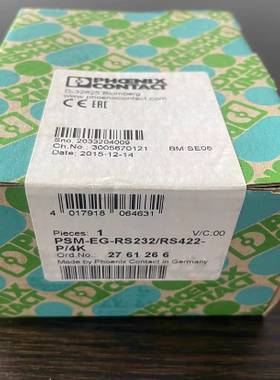 PHOENIX
CONTACT
D-32825 Blomberg
www.phoenixcontact.com
CE EAC
Sno. 2033204009
Ch.No.: 3005670121 BM SE06
Date: 2015-12-14
4 017918 064631
Pieces: 1 V/C:00
PSM-EG-RS232/RS422-
P/4K
Ord.No.: 27 61 26 6
Made by Phoenix Contact in Germany